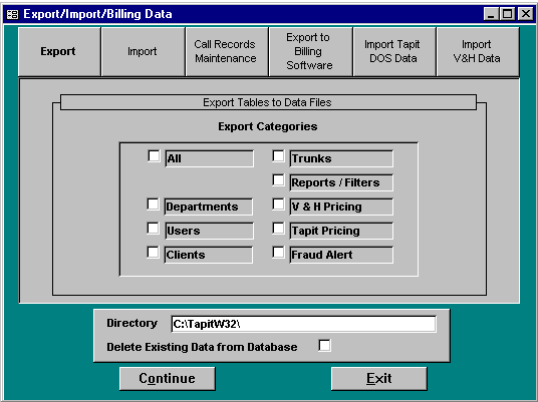 Export/Import/Billing Data
Export
Import
Call Records
Maintenance
Export to
Billing
Software
Import Tapit
DOS Data
Import
V&H Data
Export Tables to Data Files
Export Categories
All
Trunks
Reports / Filters
Departments
V & H Pricing
Users
Tapit Pricing
Clients
Fraud Alert
Directory C:\TapitW32\
Delete Existing Data from Database
Continue
Exit